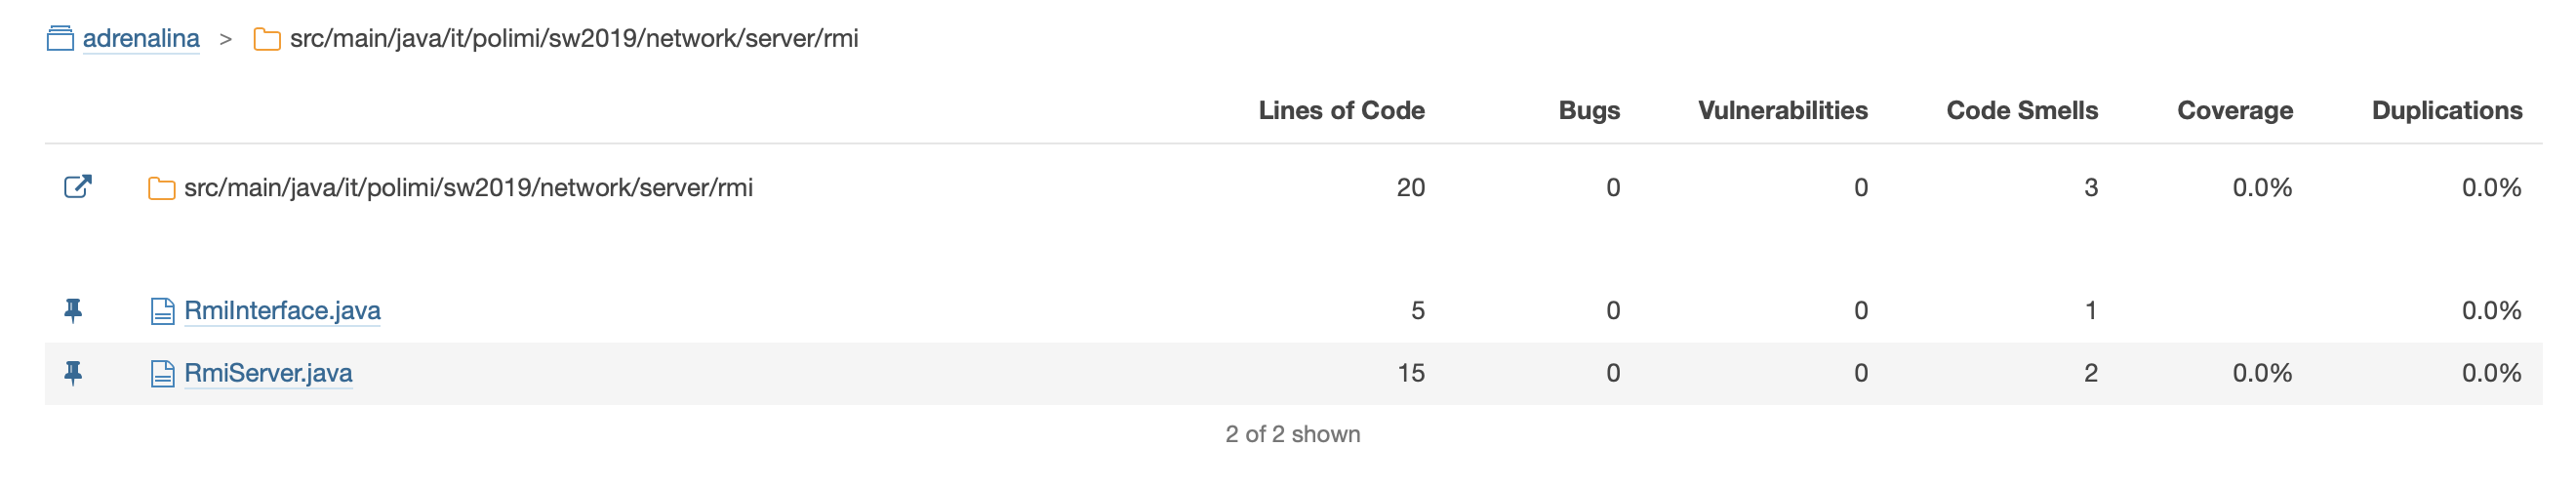 adrenalina > src/main/java/it/polimi/sw2019/network/server/rmi
Lines of Code Bugs Vulnerabilities Code Smells Coverage Duplications
src/main/java/it/polimi/sw2019/network/server/rmi 20 0 0 3 0.0% 0.0%
RmiInterface.java 5 0 0 1 0.0%
RmiServer.java 15 0 0 2 0.0% 0.0%
2 of 2 shown